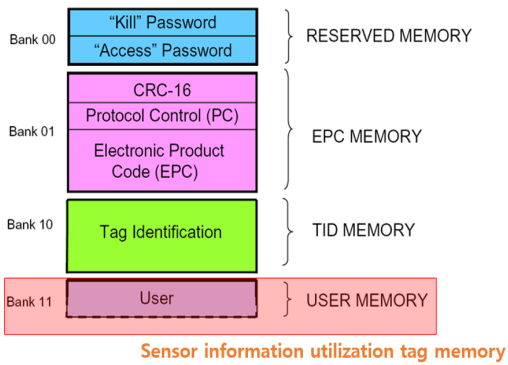 Bank 00
"Kill" Password
"Access" Password
RESERVED MEMORY
Bank 01
CRC-16
Protocol Control (PC)
Electronic Product
Code (EPC)
EPC MEMORY
Bank 10
Tag Identification
TID MEMORY
Bank 11
User
USER MEMORY
Sensor information utilization tag memory